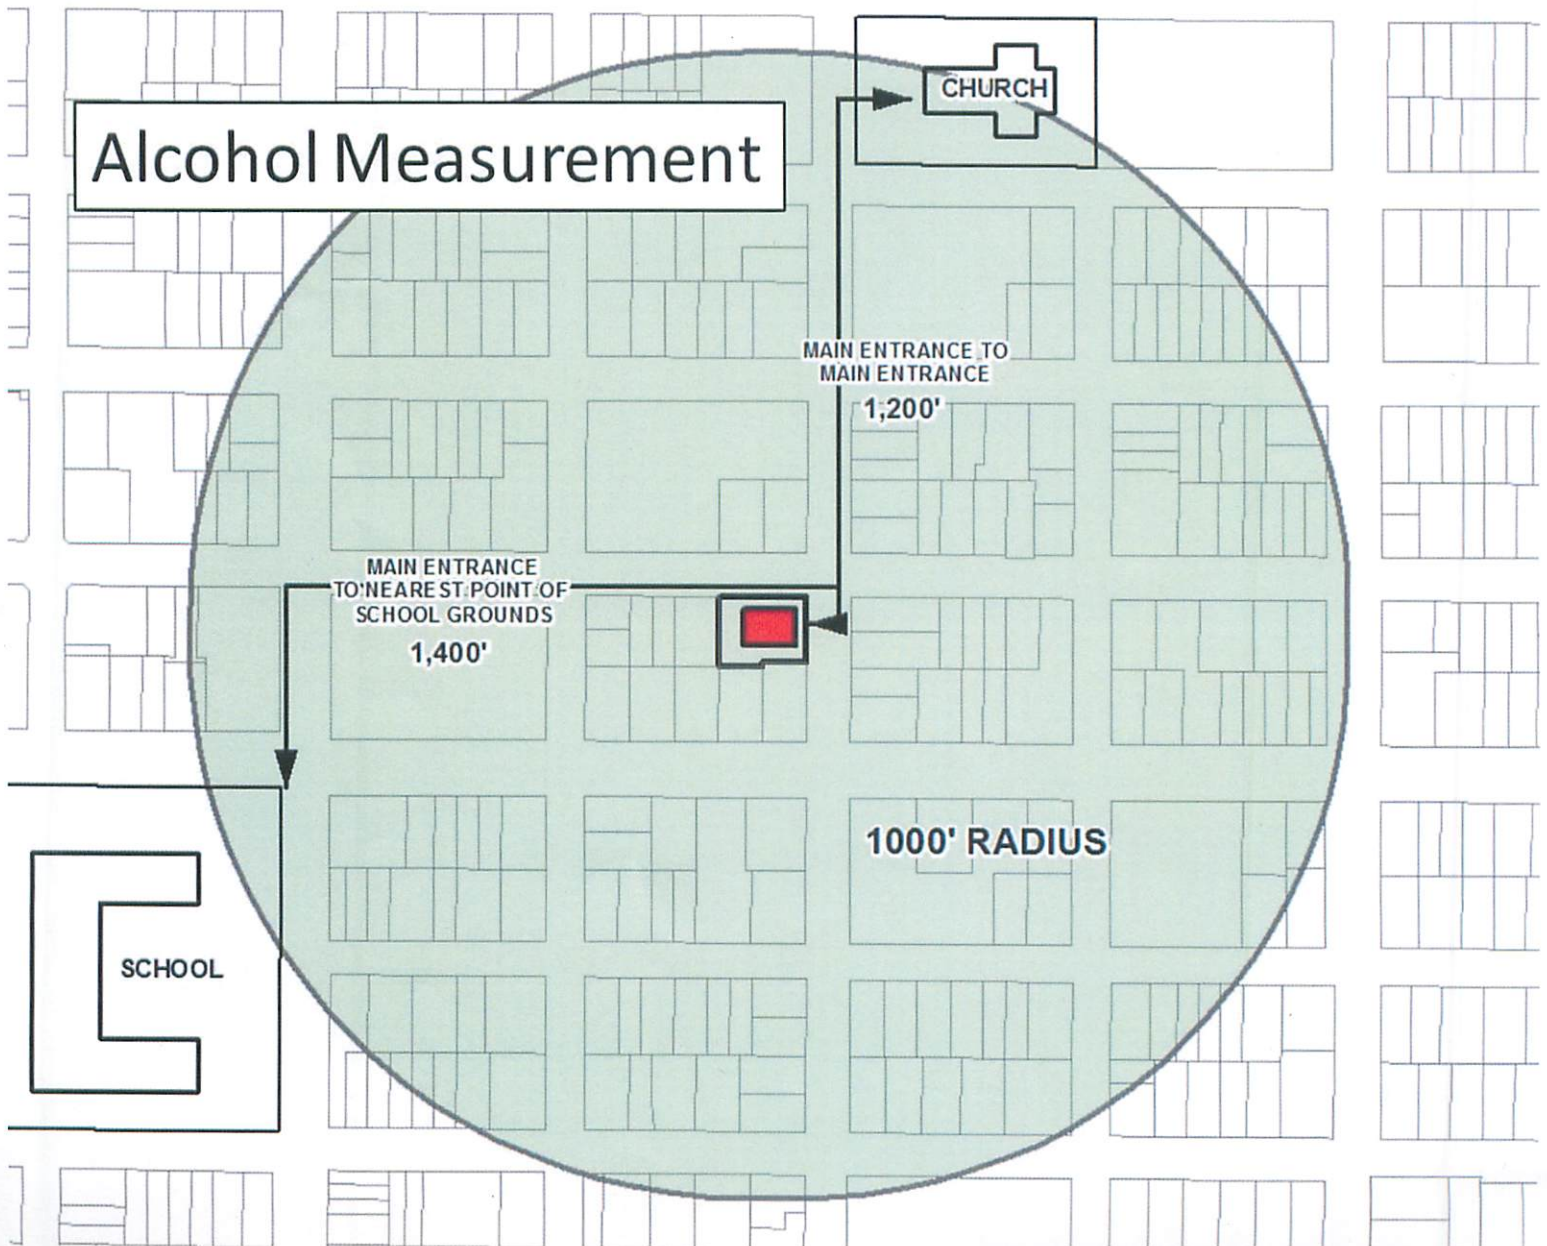 CHURCH
Alcohol Measurement
MAIN ENTRANCE TO
MAIN ENTRANCE
1,200'
MAIN ENTRANCE
TO NEAREST POINT OF
SCHOOL GROUNDS
1,400'
1000' RADIUS
SCHOOL